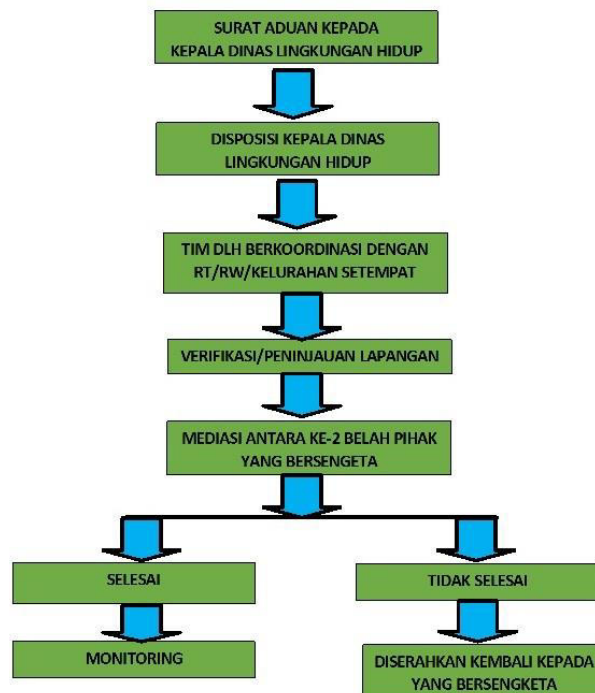 SURAT ADUAN KEPADA
KEPALA DINAS LINGKUNGAN HIDUP
DISPOSISI KEPALA DINAS
LINGKUNGAN HIDUP
TIM DLH BERKOORDINASI DENGAN
RT/RW/KELURAHAN SETEMPAT
VERIFIKASI/PENINJAUAN LAPANGAN
MEDIASI ANTARA KE-2 BELAH PIHAK
YANG BERSENGETA
SELESAI
TIDAK SELESAI
MONITORING
DISERAHKAN KEMBALI KEPADA
YANG BERSENGKETA